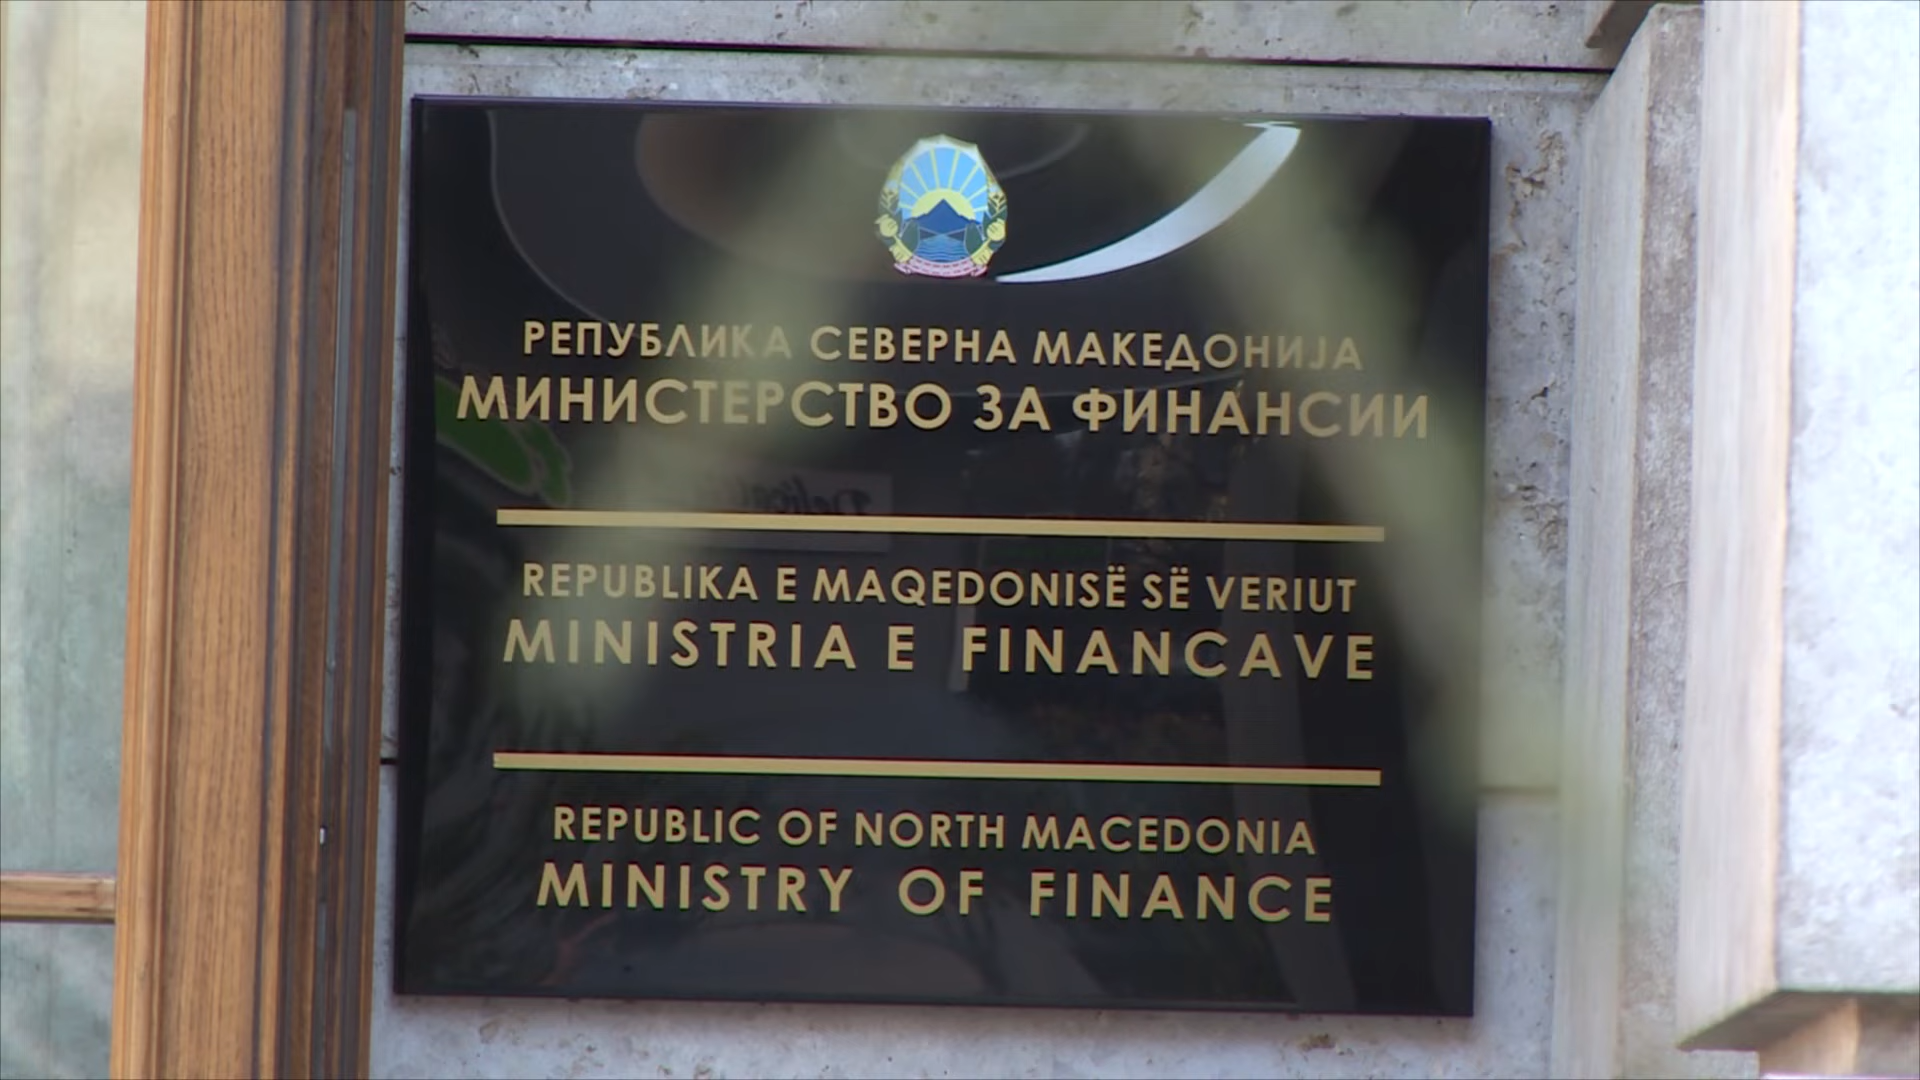 РЕПУБЛИКА СЕВЕРНА МАКЕДОНИЈА
МИНИСТЕРСТВО ЗА ФИНАНСИИ
REPUBLIKA E MAQEDONISË SË VERIUT
MINISTRIA E FINANCAVE
REPUBLIC OF NORTH MACEDONIA
MINISTRY OF FINANCE